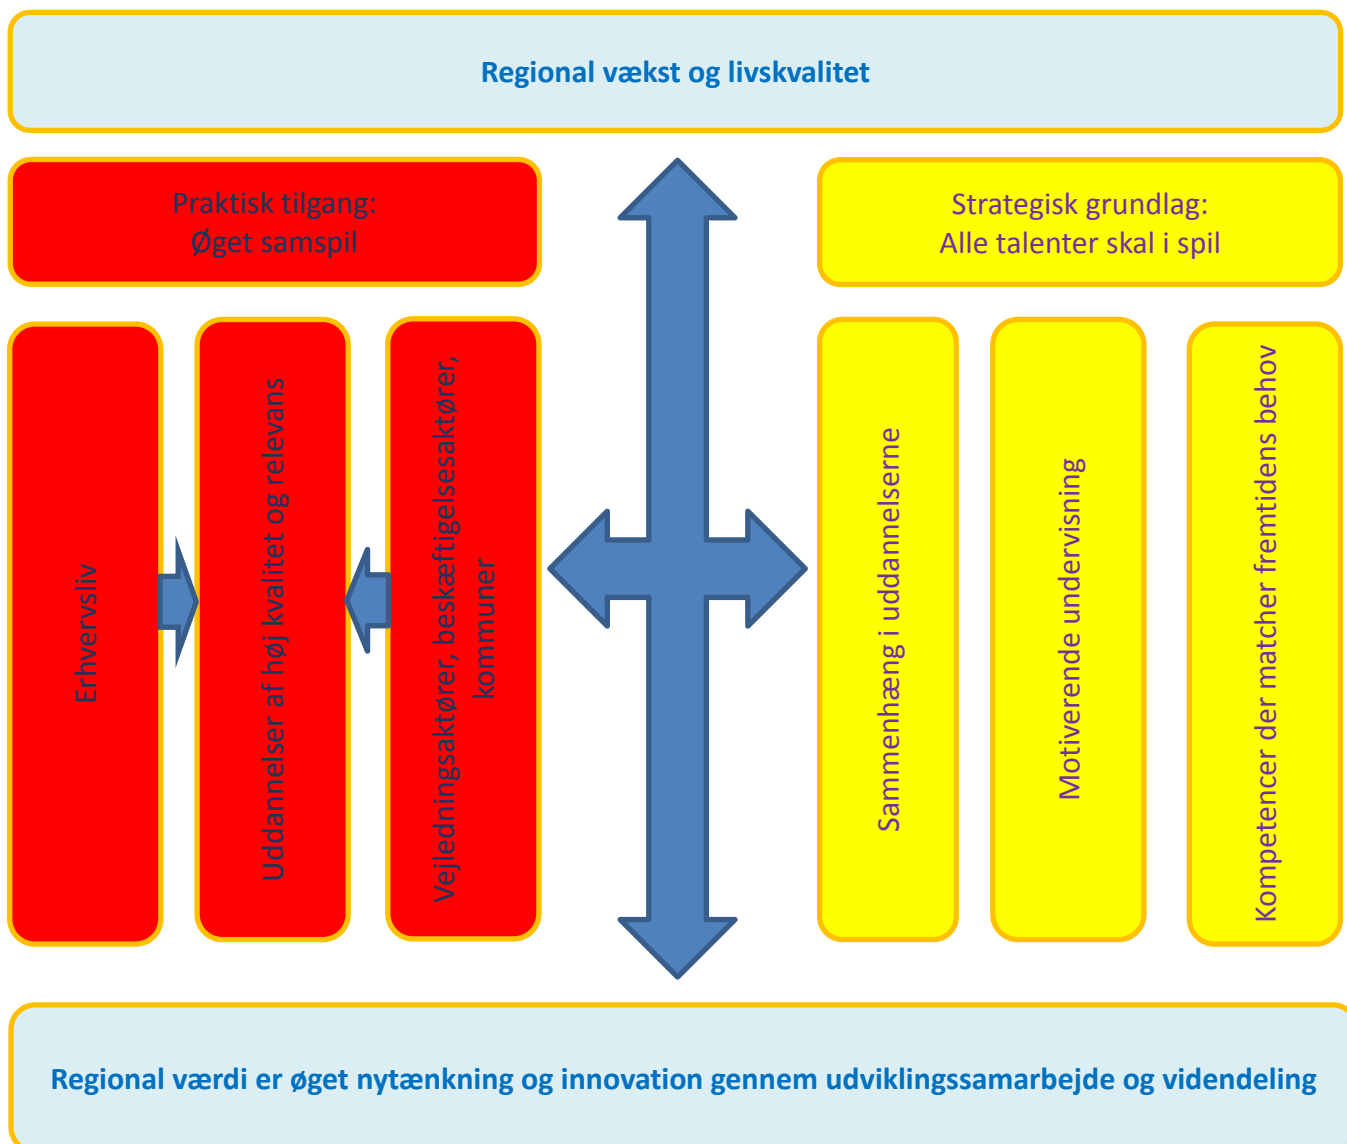 Regional vækst og livskvalitet
Praktisk tilgang:
Øget samspil
Strategisk grundlag:
Alle talenter skal i spil
Erhvervsliv
Uddannelser af høj kvalitet og relevans
Vejledningsaktører, beskæftigelsesaktører,
kommuner
Sammenhæng i uddannelserne
Motiverende undervisning
Kompetencer der matcher fremtidens behov
Regional værdi er øget nytænkning og innovation gennem udviklingssamarbejde og videndeling